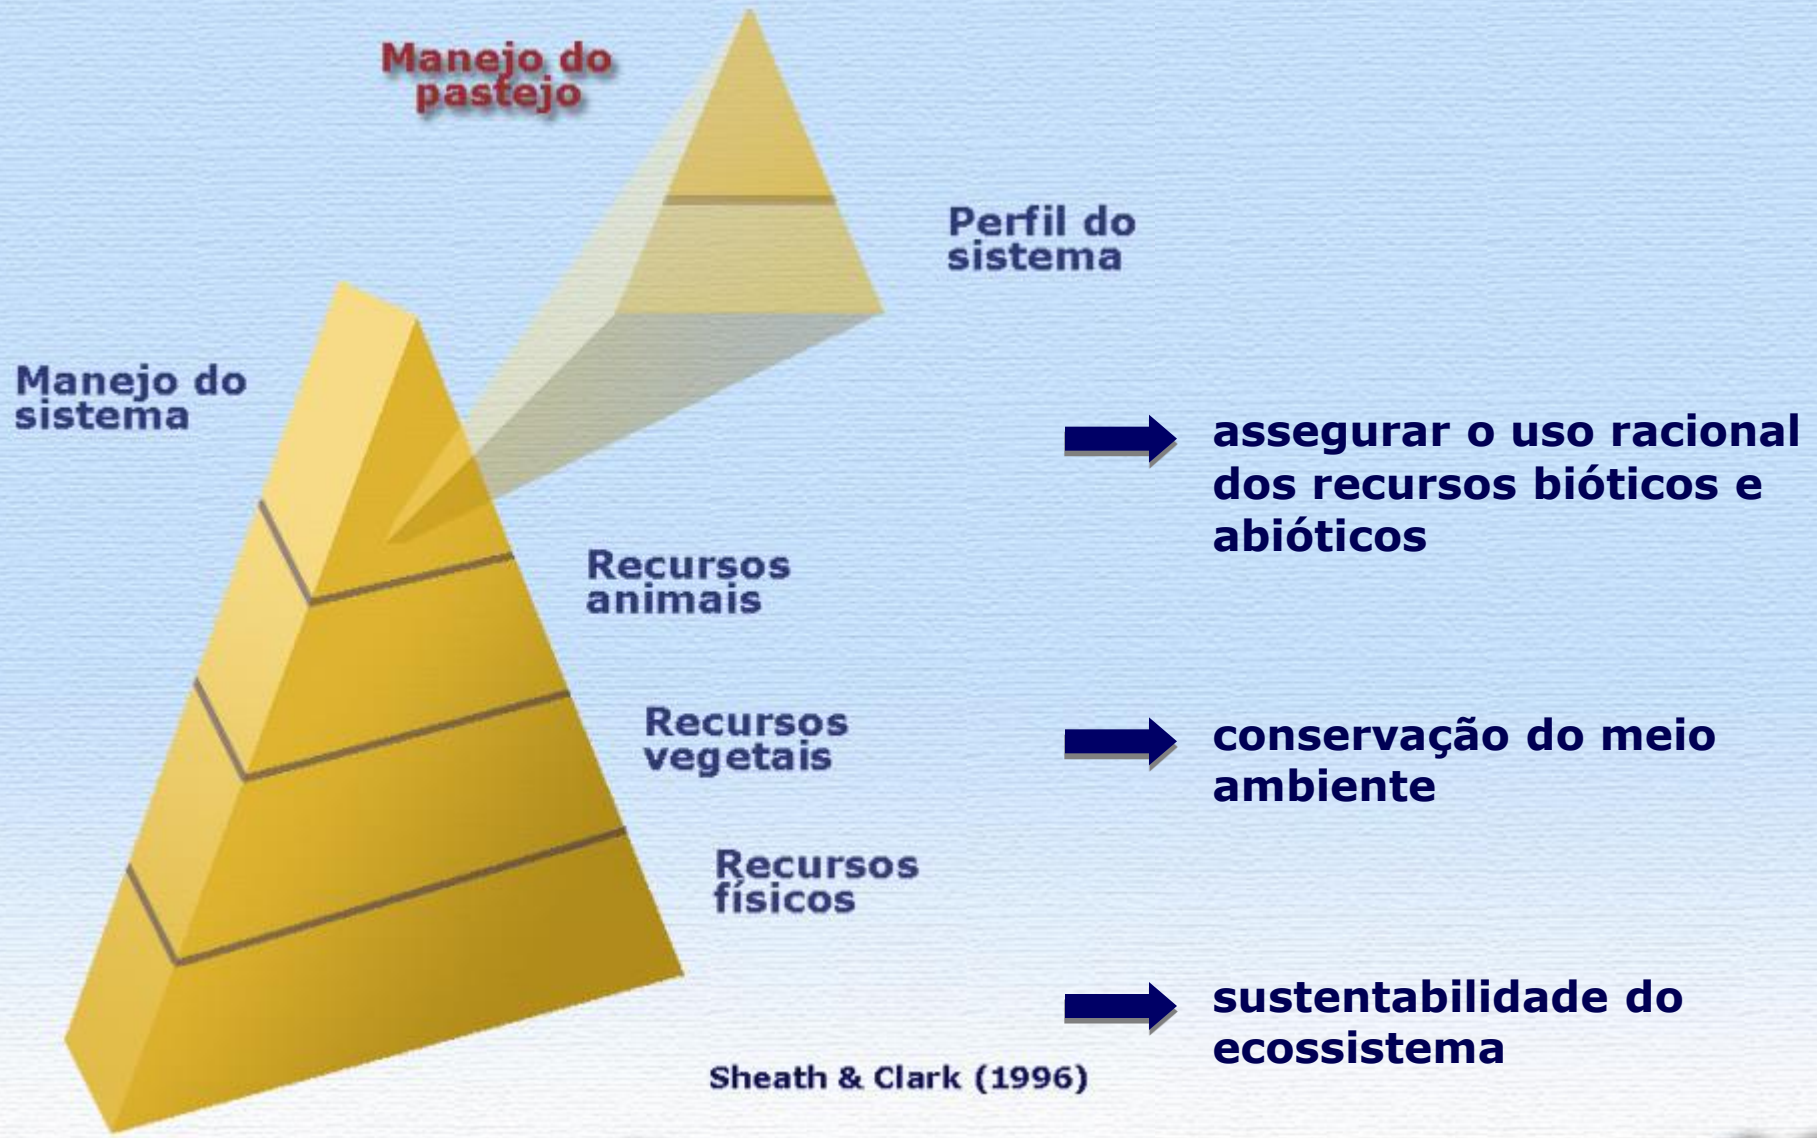 Manejo do
pastejo
Perfil do
sistema
Manejo do
sistema
assegurar o uso racional
dos recursos bióticos e
abióticos
Recursos
animais
Recursos
vegetais
conservação do meio
ambiente
Recursos
físicos
sustentabilidade do
ecossistema
Sheath & Clark (1996)